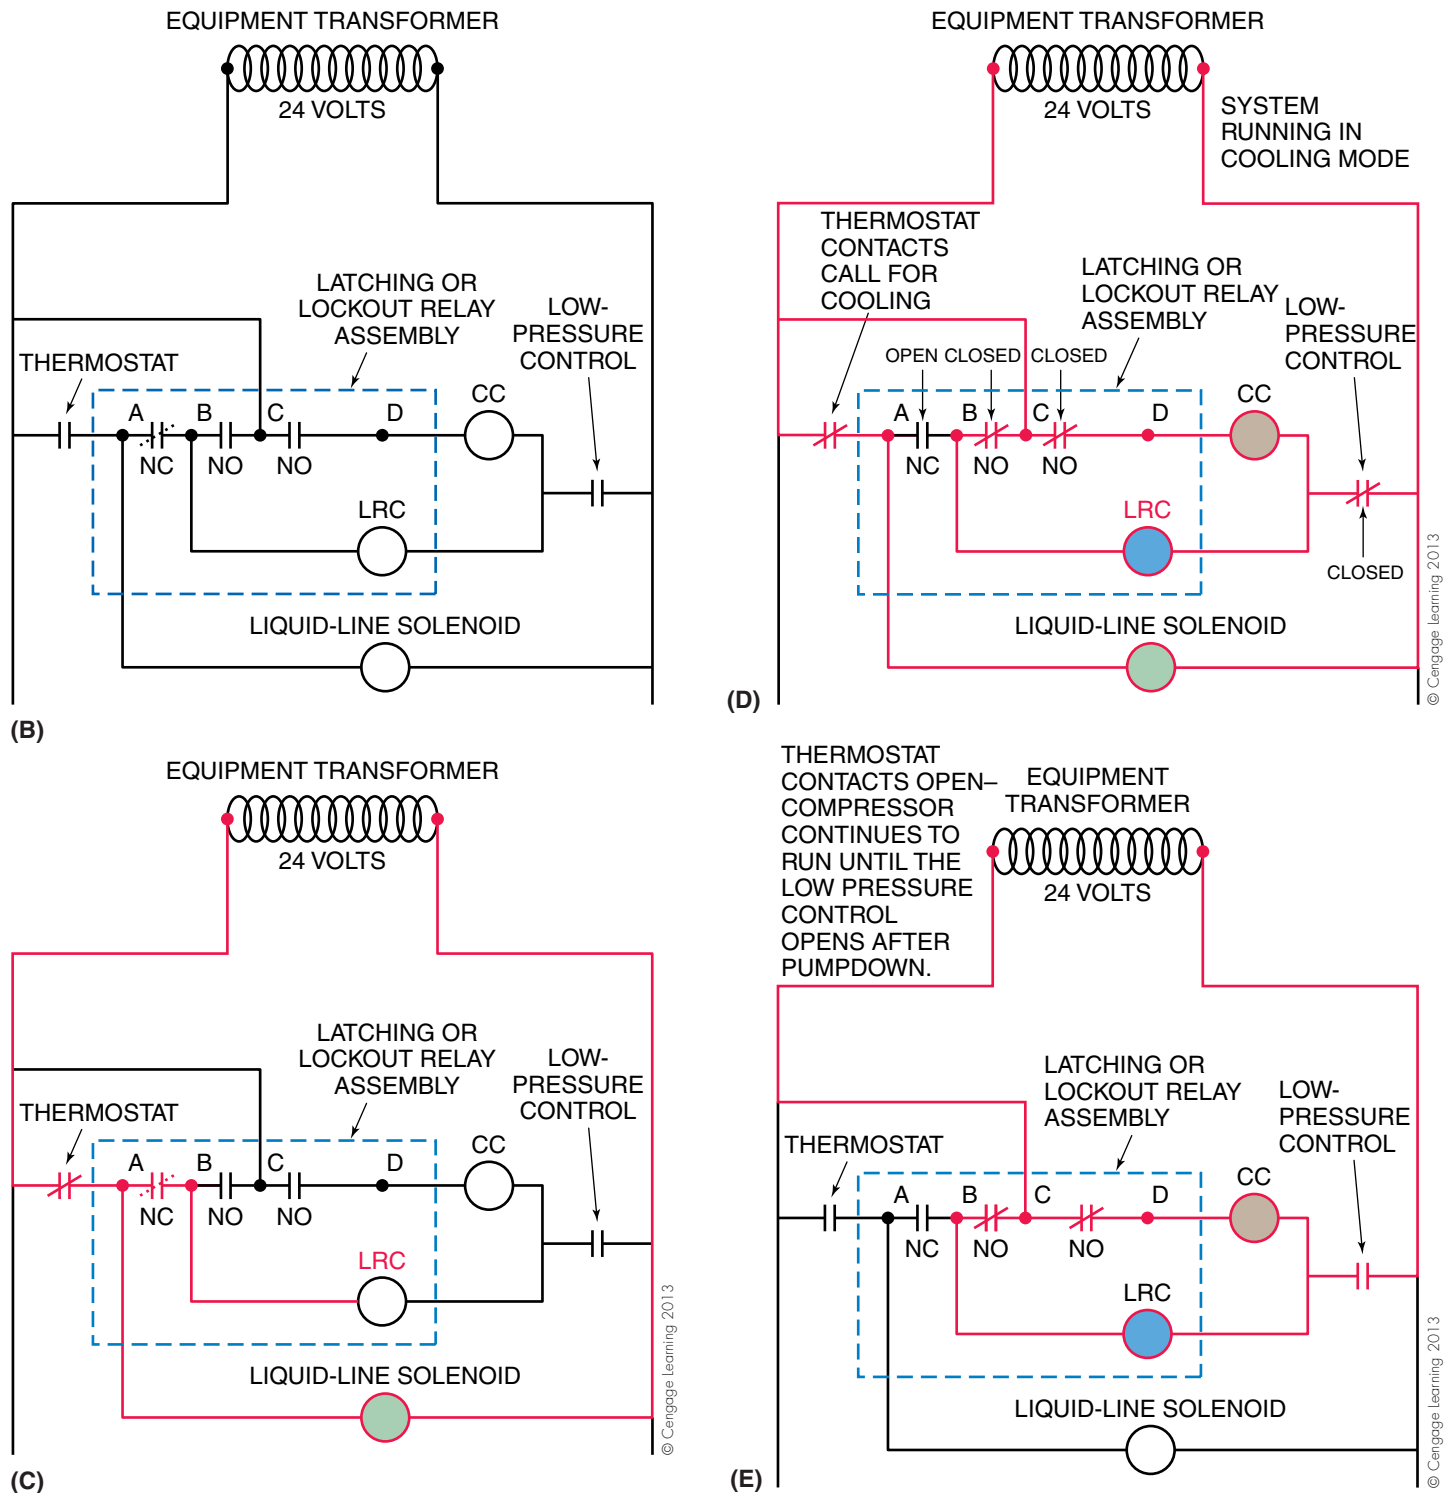 EQUIPMENT TRANSFORMER
24 VOLTS
LATCHING OR
LOCKOUT RELAY
ASSEMBLY
LOW-
PRESSURE
CONTROL
THERMOSTAT
A
B
C
D
CC
NC
NO
NO
LRC
LIQUID-LINE SOLENOID
(B)
EQUIPMENT TRANSFORMER
24 VOLTS
SYSTEM
RUNNING IN
COOLING MODE
THERMOSTAT
CONTACTS
CALL FOR
COOLING
LATCHING OR
LOCKOUT RELAY
ASSEMBLY
LOW-
PRESSURE
CONTROL
OPEN
CLOSED
CLOSED
A
B
C
D
CC
NC
NO
NO
LRC
CLOSED
LIQUID-LINE SOLENOID
(D)
© Cengage Learning 2013
EQUIPMENT TRANSFORMER
24 VOLTS
LATCHING OR
LOCKOUT RELAY
ASSEMBLY
LOW-
PRESSURE
CONTROL
THERMOSTAT
A
B
C
D
CC
NC
NO
NO
LRC
LIQUID-LINE SOLENOID
(C)
© Cengage Learning 2013
THERMOSTAT
CONTACTS OPEN–
COMPRESSOR
CONTINUES TO
RUN UNTIL THE
LOW PRESSURE
CONTROL
OPENS AFTER
PUMPDOWN.
EQUIPMENT
TRANSFORMER
24 VOLTS
LATCHING OR
LOCKOUT RELAY
ASSEMBLY
LOW-
PRESSURE
CONTROL
THERMOSTAT
A
B
C
D
CC
NC
NO
NO
LRC
LIQUID-LINE SOLENOID
(E)
© Cengage Learning 2013